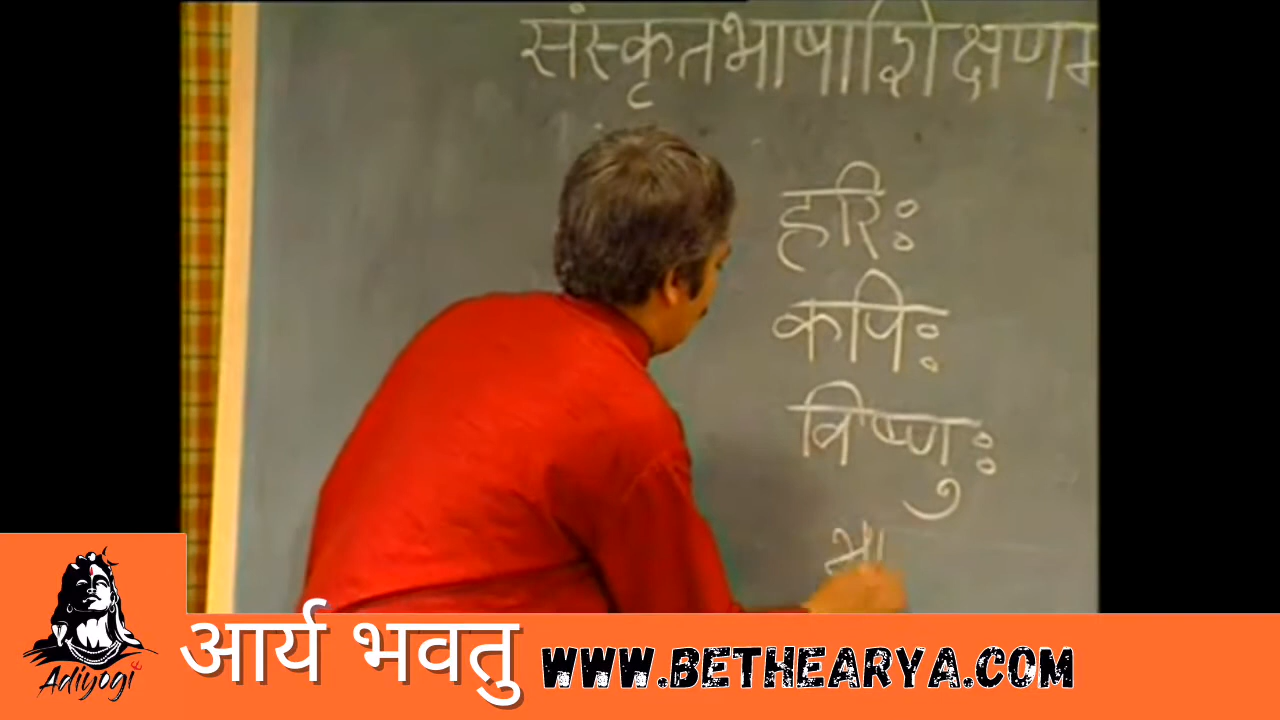 संस्कृतभाषाशिक्षणम
हरिः
कपिः
विष्णुः
आर्य भवतु
WWW.BETHEARYA.COM
Adiyogi